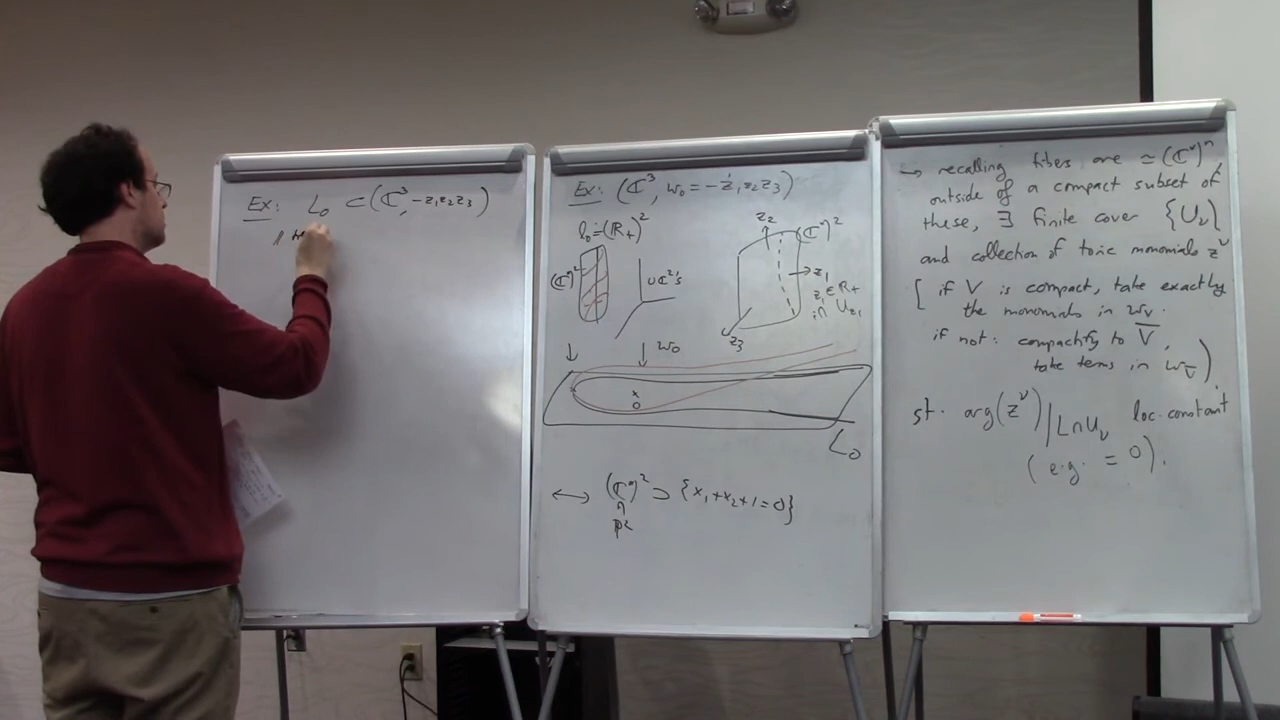 Ex: L₀ ⊂ (ℂ³, -z₁z₂z₃)
Ex: (ℂ³, w₀ = -z₁z₂z₃)
l₀ = (ℝ₊)²
(ℂ*)²
∪ ℂ²'s
z₂
(ℂ*)²
z₁
z₁ ∈ ℝ₊
in U_{z₁}
z₃
↓ ↓ w₀
x
0
L₀
⟷ (ℂ*)² ⊃ {x₁+x₂+1=0}
∩
ℙ²
↪ recalling fibers are ≃ (ℂ*)ⁿ
outside of a compact subset of
these, ∃ finite cover {U_ν}
and collection of toric monomials z^ν
[ if V is compact, take exactly
the monomials in w_V.
if not: compactify to V̅,
take terms in w_V̅ ),
st. arg(z^ν)|_{L∩U_ν} loc. constant
(e.g. = 0).